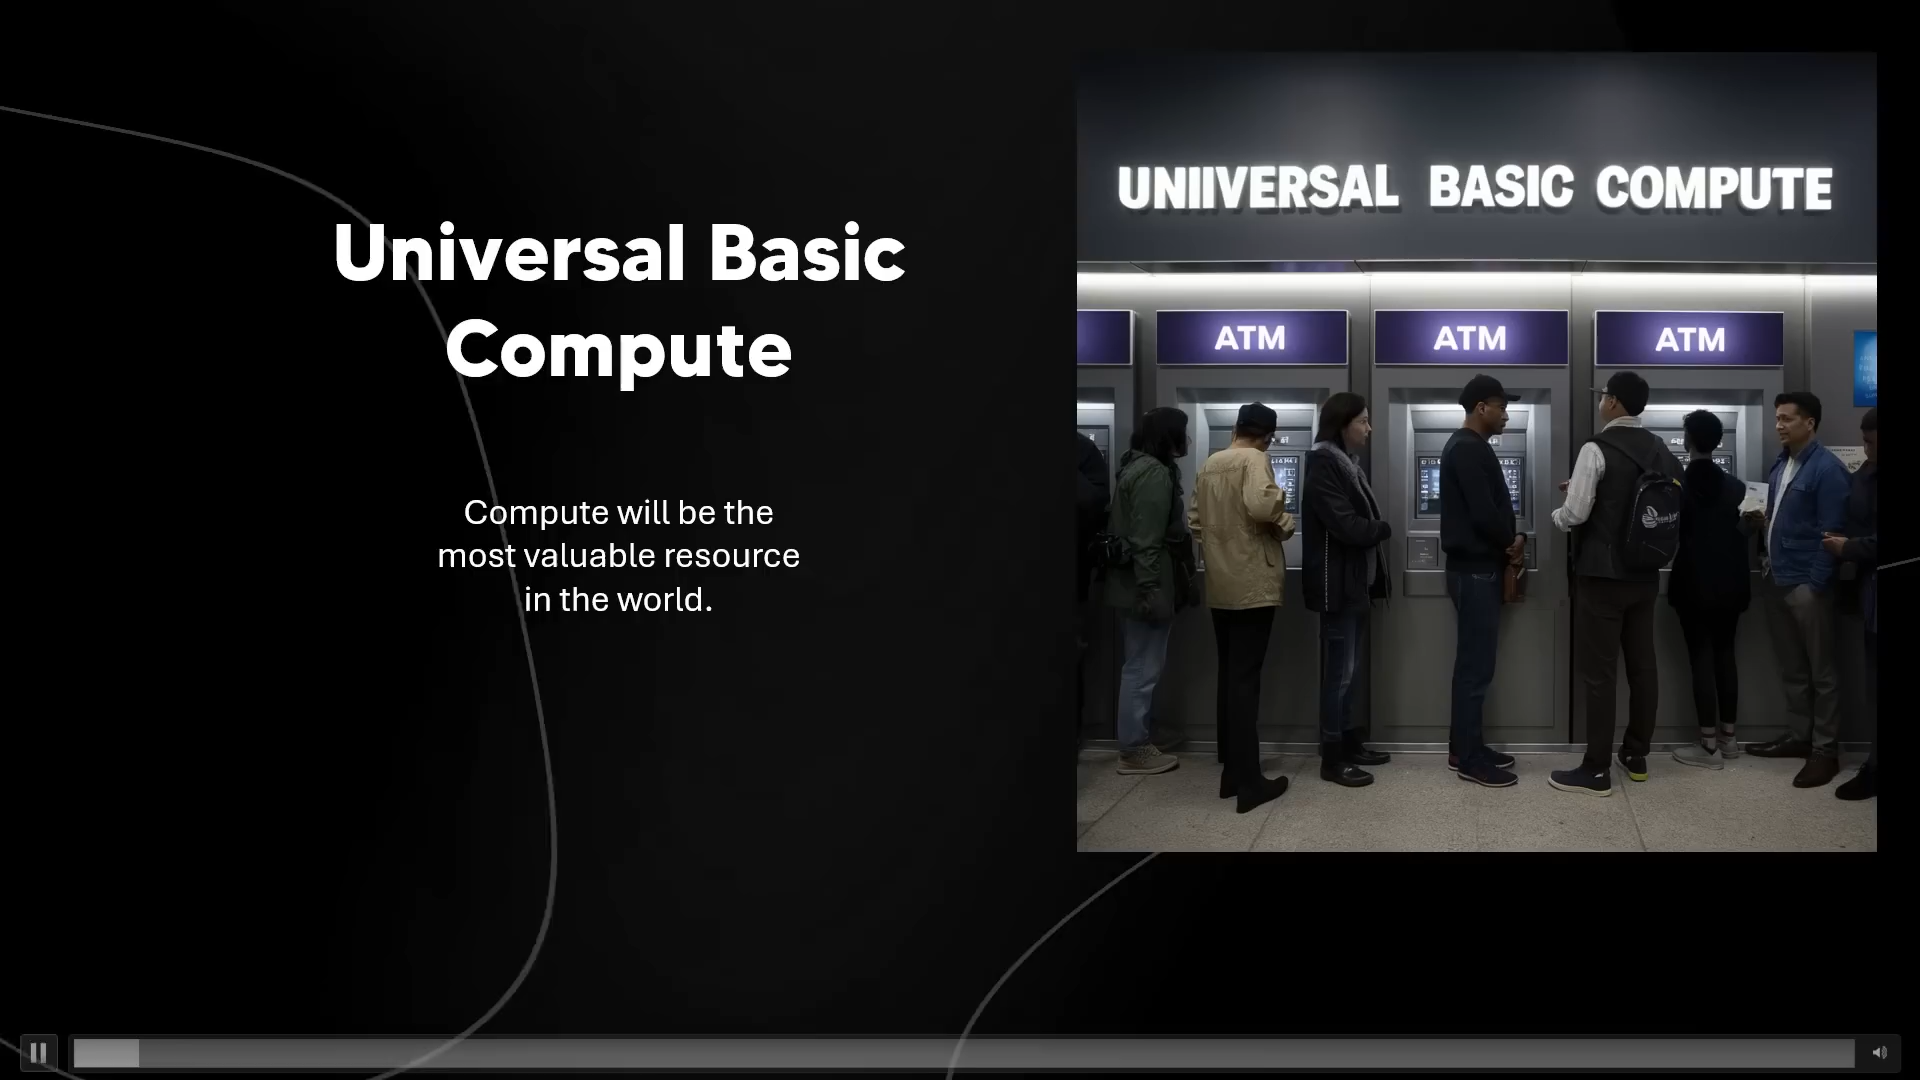 Universal Basic
Compute
Compute will be the
most valuable resource
in the world.
UNIIVERSAL BASIC COMPUTE
ATM
ATM
ATM